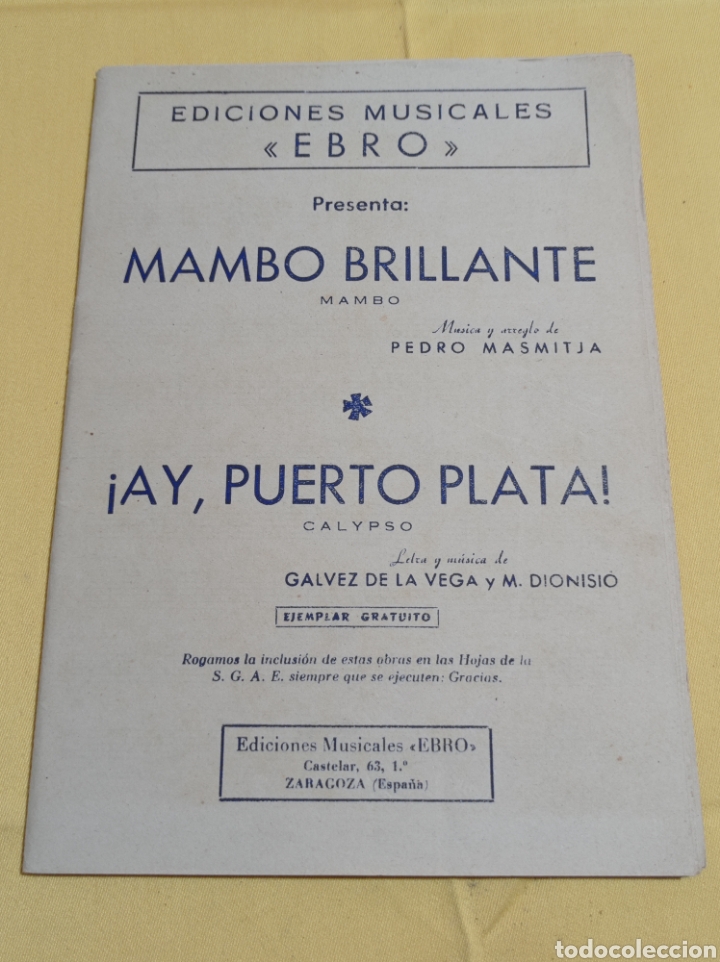 EDICIONES MUSICALES
« EBRO »
Presenta:
MAMBO BRILLANTE
MAMBO
Musica y arreglo de
PEDRO MASMITJA
¡AY, PUERTO PLATA!
CALYPSO
Letra y música de
GALVEZ DE LA VEGA y M. DIONISIO
EJEMPLAR GRATUITO
Rogamos la inclusión de estas obras en las Hojas de la
S. G. A. E. siempre que se ejecuten: Gracias.
Ediciones Musicales «EBRO»
Castelar, 63, 1.º
ZARAGOZA (España)
todocoleccion